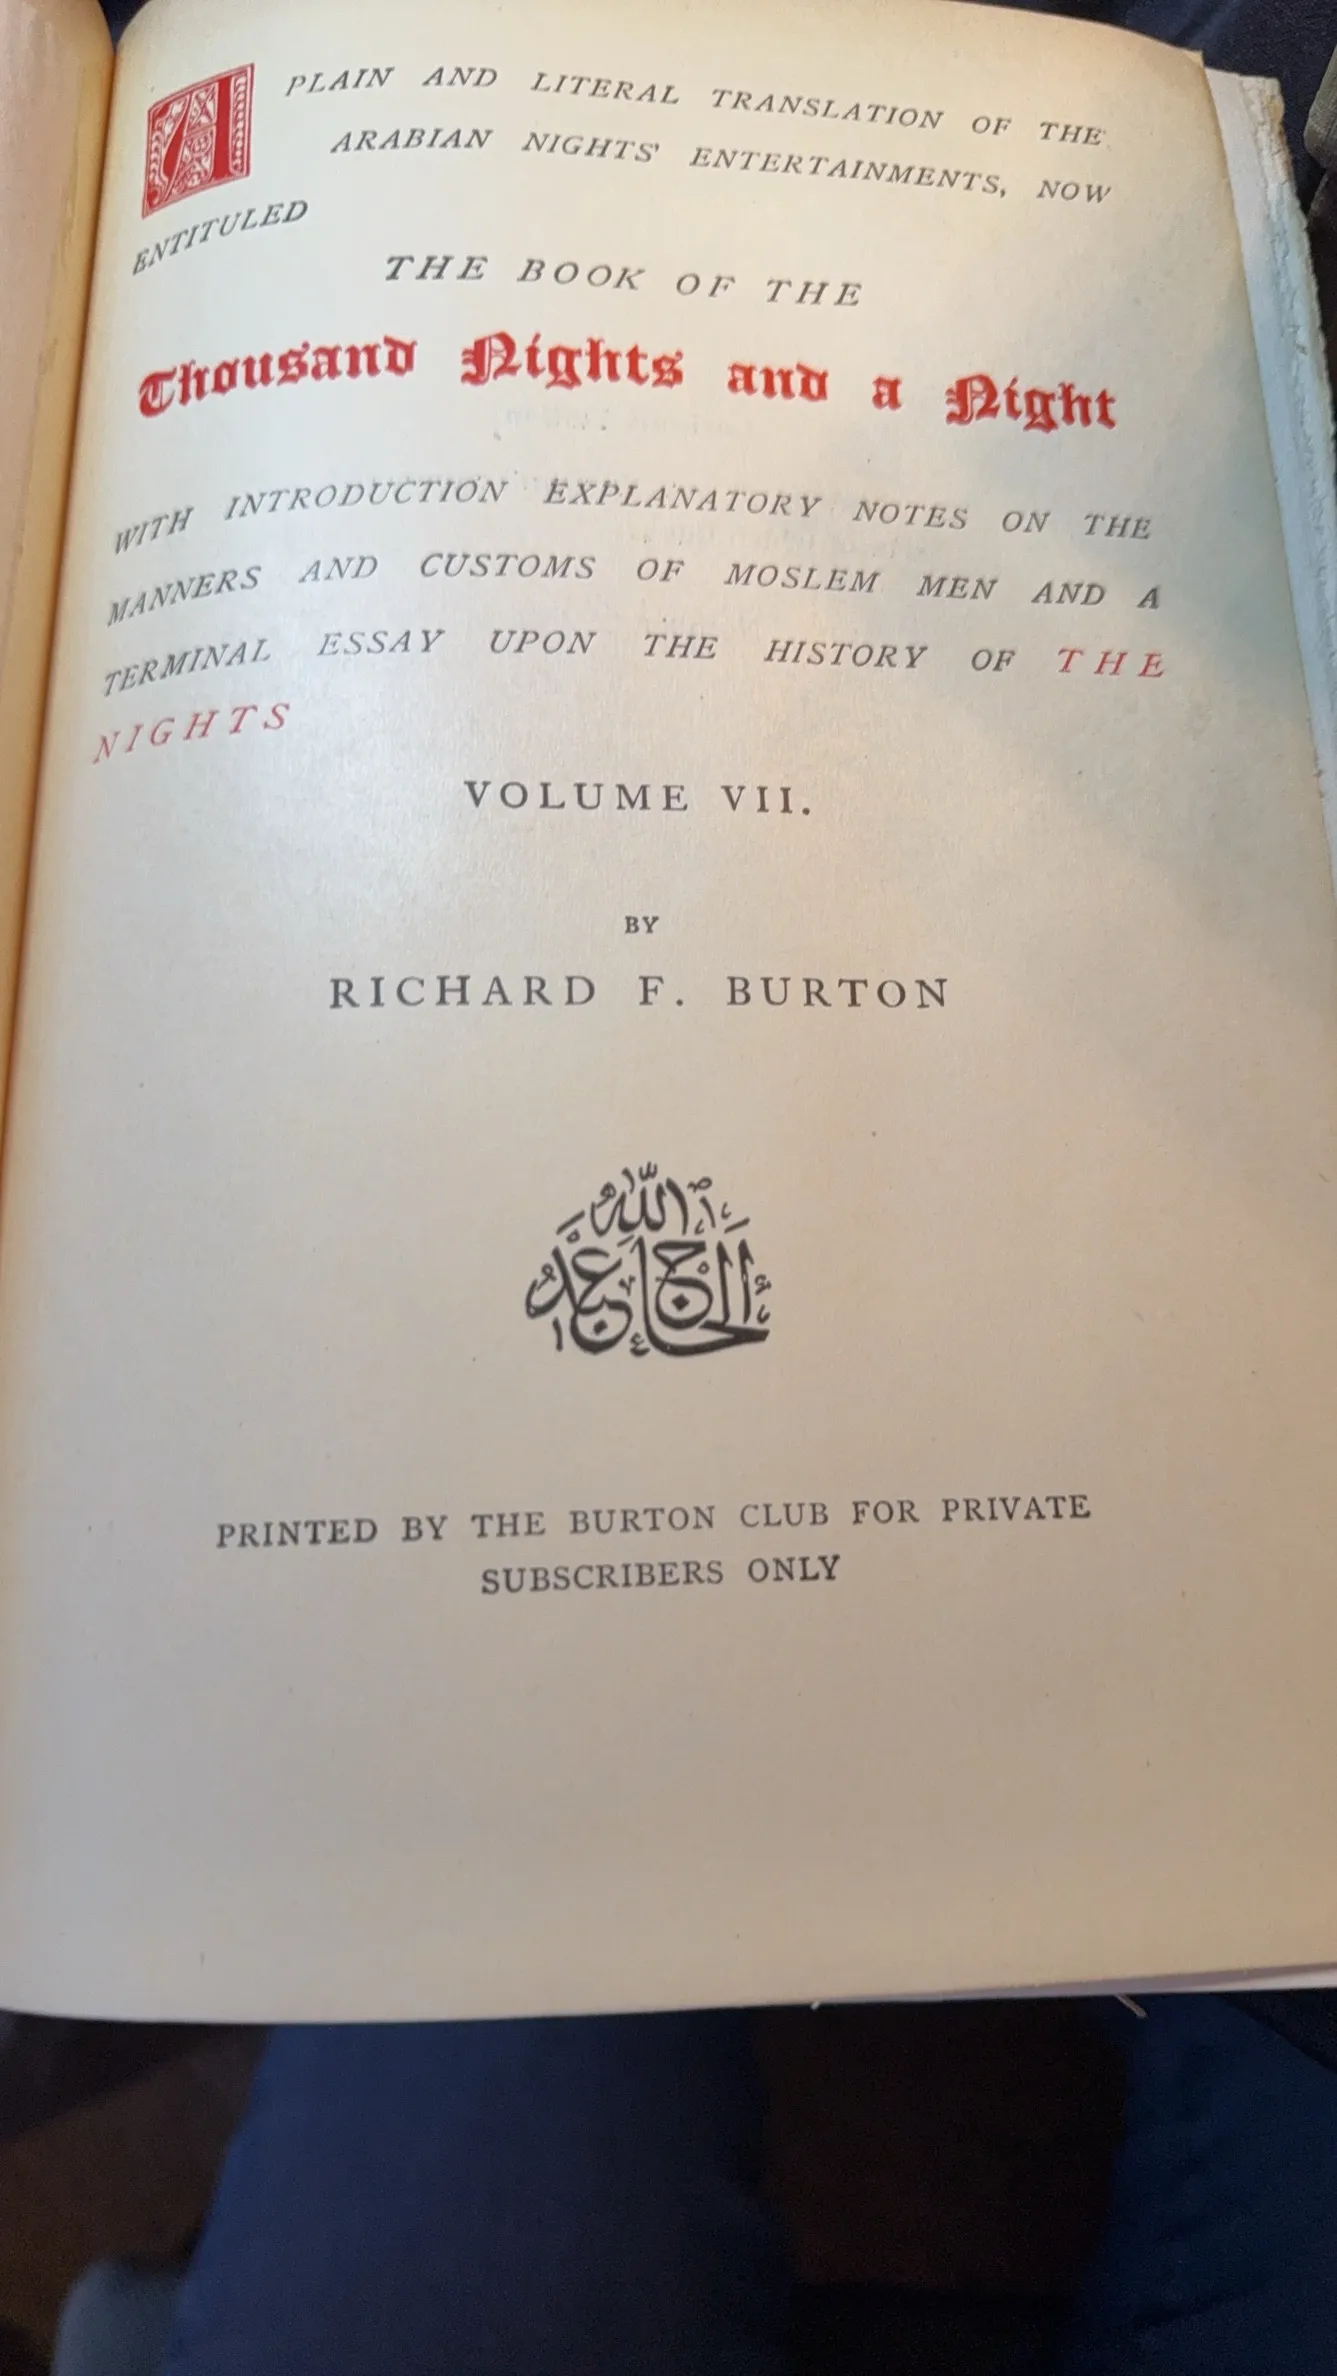 A PLAIN AND LITERAL TRANSLATION OF THE
ARABIAN NIGHTS' ENTERTAINMENTS, NOW
ENTITULED
THE BOOK OF THE
Thousand Nights and a Night
WITH INTRODUCTION EXPLANATORY NOTES ON THE
MANNERS AND CUSTOMS OF MOSLEM MEN AND A
TERMINAL ESSAY UPON THE HISTORY OF THE
NIGHTS
VOLUME VII.
BY
RICHARD F. BURTON
الحاج عبد الله
PRINTED BY THE BURTON CLUB FOR PRIVATE
SUBSCRIBERS ONLY